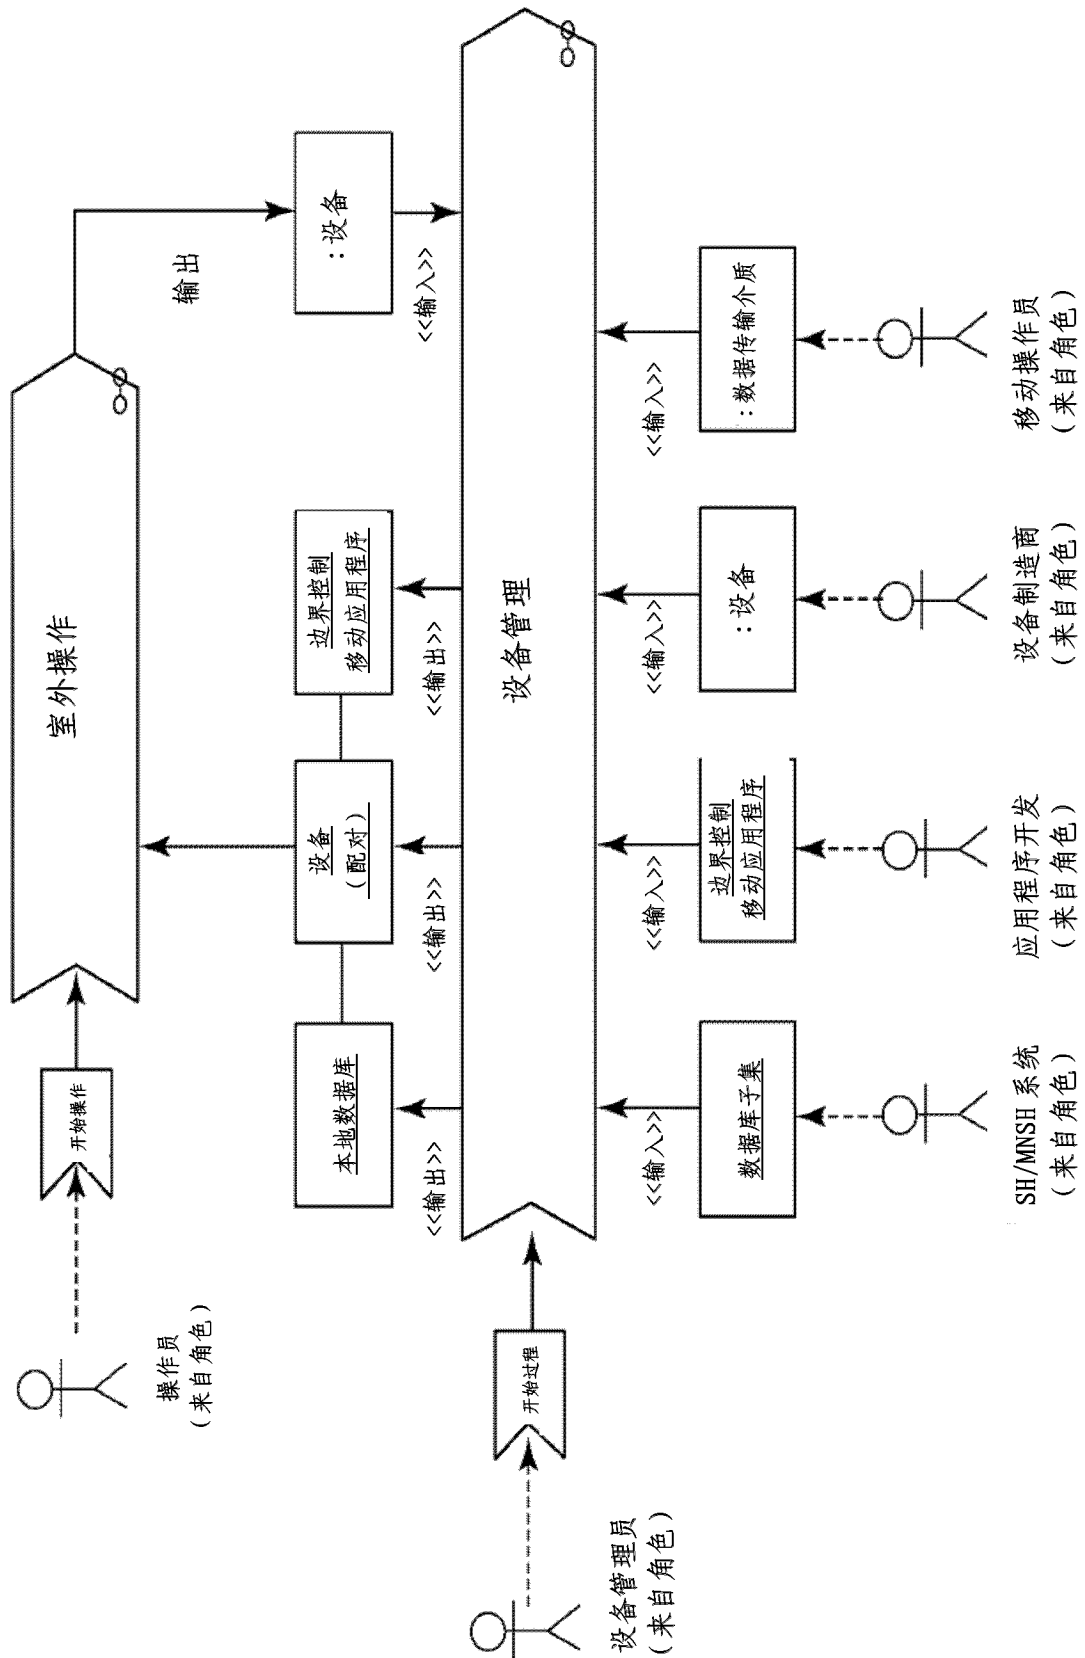 操作员
(来自角色)
开始操作
室外操作
输出
本地数据库
设备
(配对)
边界控制
移动应用程序
:设备
<<输出>>
<<输出>>
<<输出>>
<<输入>>
设备管理员
(来自角色)
开始过程
设备管理
<<输入>>
<<输入>>
<<输入>>
<<输入>>
数据库子集
边界控制
移动应用程序
:设备
:数据传输介质
SH/MNSH 系统
(来自角色)
应用程序开发
(来自角色)
设备制造商
(来自角色)
移动操作员
(来自角色)